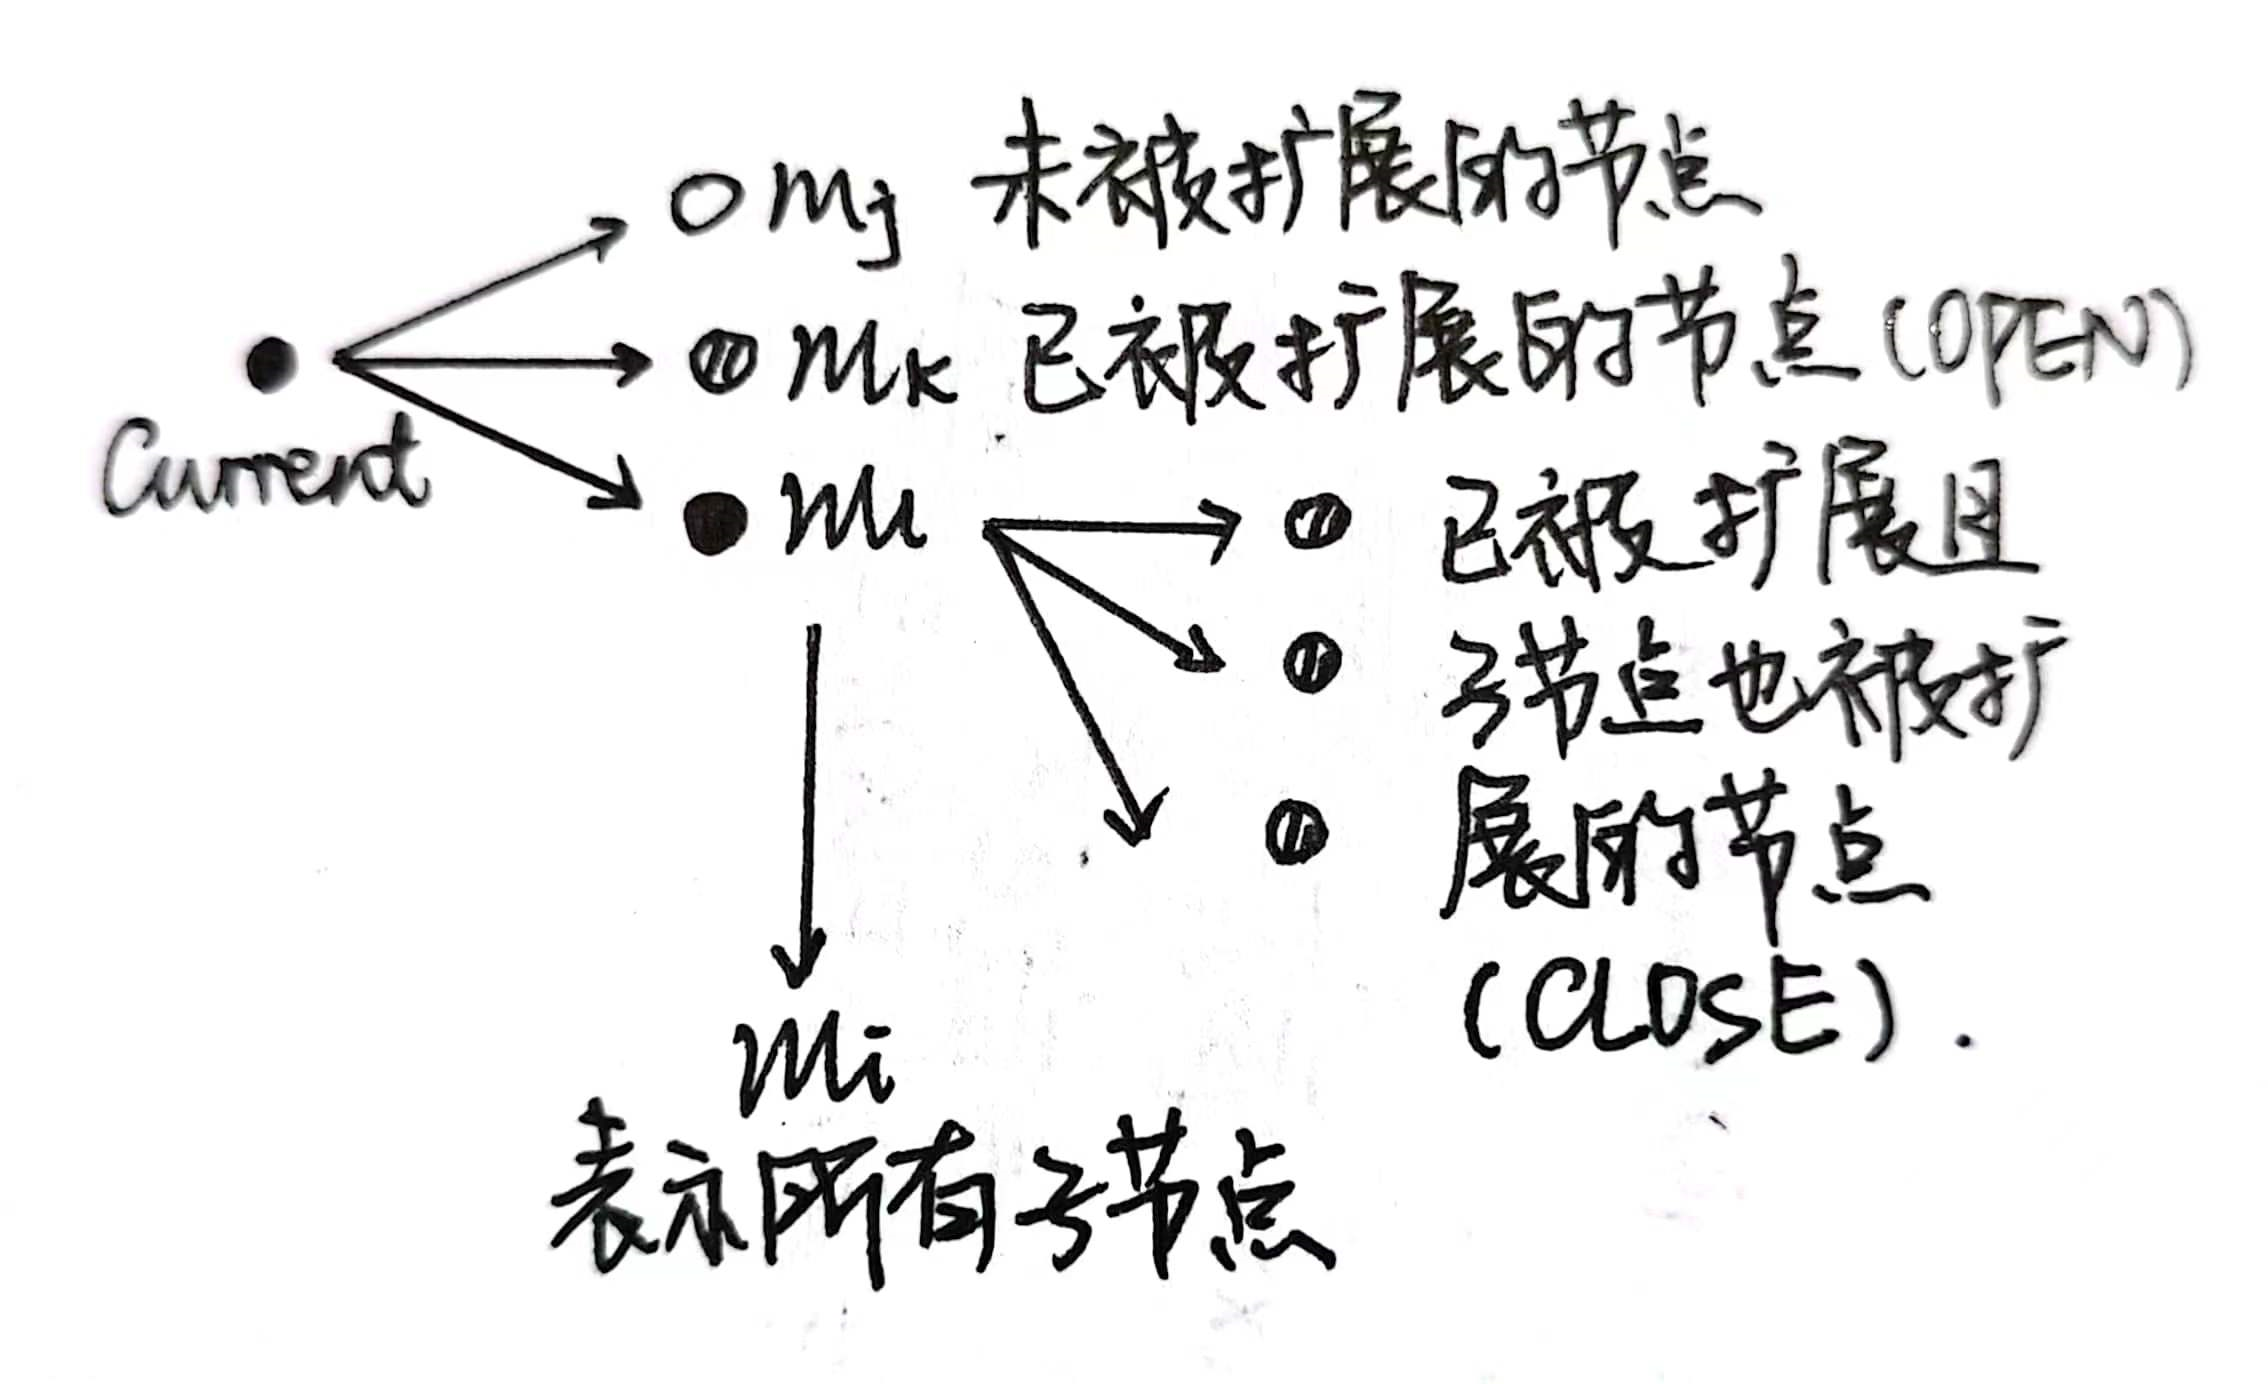 mj 未被扩展的节点
mk 已被扩展的节点(OPEN)
Current
ml 已被扩展且
子节点也被扩
展的节点
(CLOSE).
mi
表示所有子节点